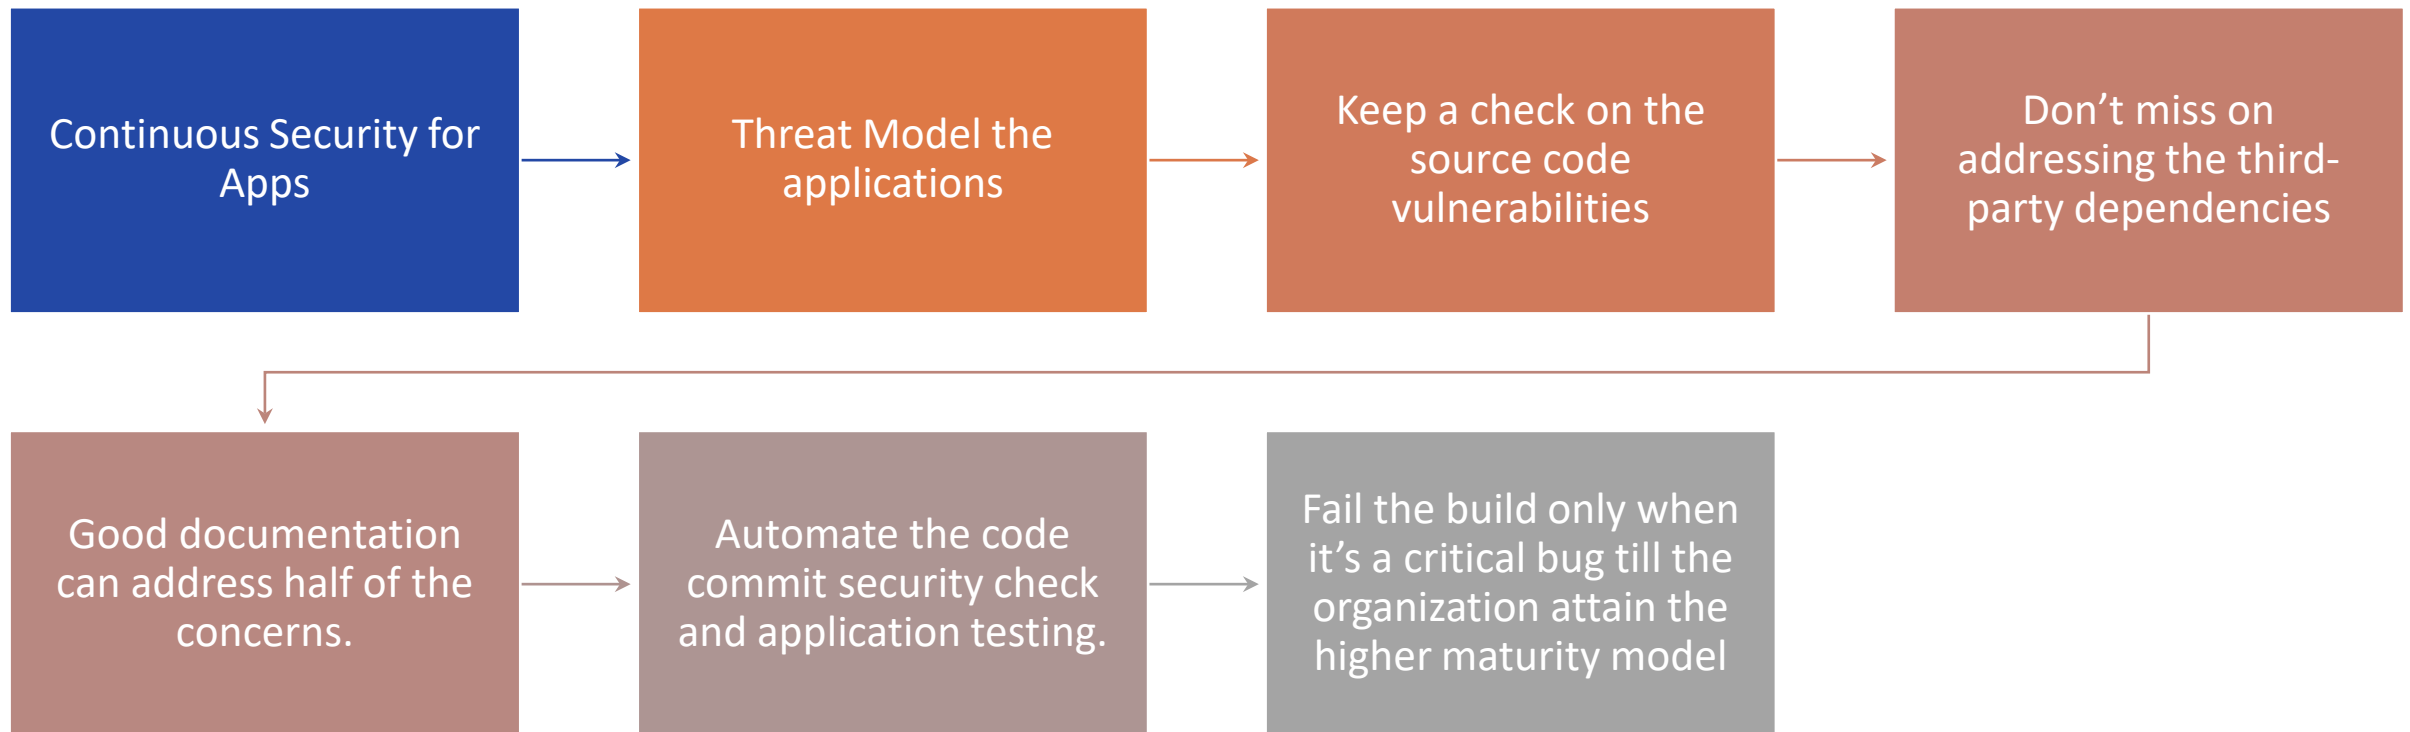 Continuous Security for
Apps
Threat Model the
applications
Keep a check on the
source code
vulnerabilities
Don’t miss on
addressing the third-
party dependencies
Good documentation
can address half of the
concerns.
Automate the code
commit security check
and application testing.
Fail the build only when
it’s a critical bug till the
organization attain the
higher maturity model